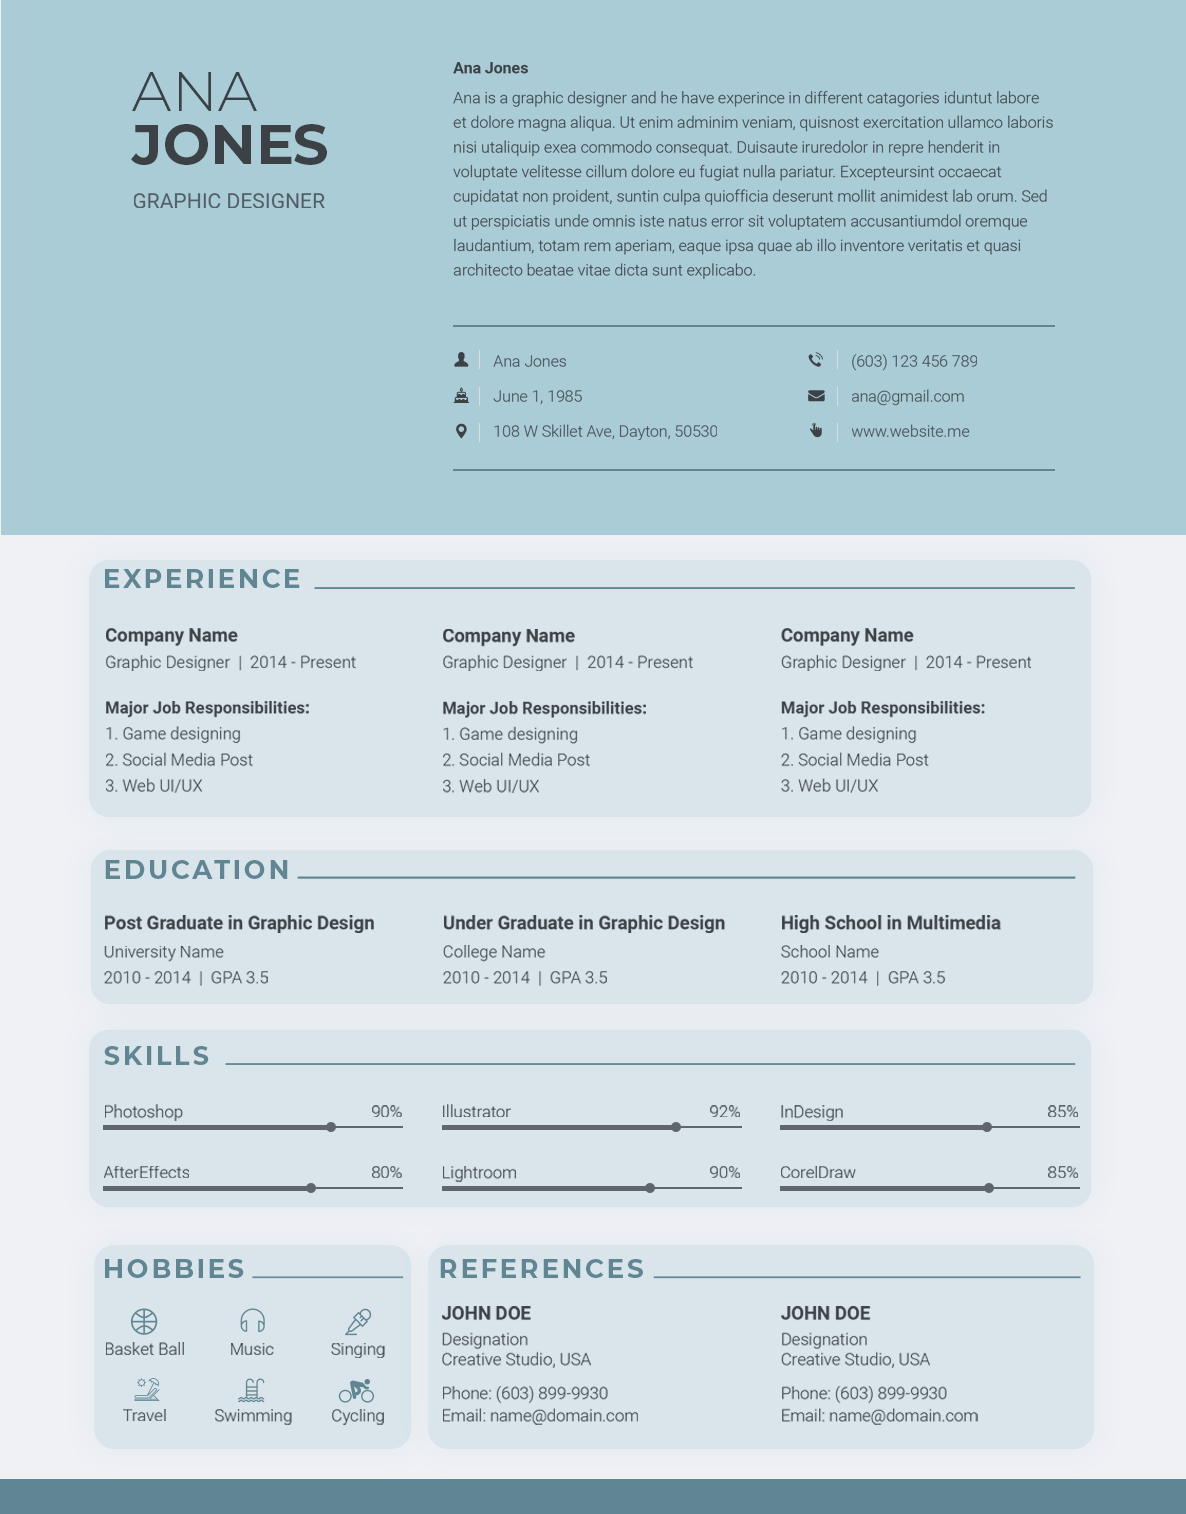 ANA
JONES
GRAPHIC DESIGNER
Ana Jones
Ana is a graphic designer and he have experince in different catagories iduntut labore
et dolore magna aliqua. Ut enim adminim veniam, quisnost exercitation ullamco laboris
nisi utaliquip exea commodo consequat. Duisaute iruredolor in repre henderit in
voluptate velitesse cillum dolore eu fugiat nulla pariatur. Excepteursint occaecat
cupidatat non proident, suntin culpa quiofficia deserunt mollit animidest lab orum. Sed
ut perspiciatis unde omnis iste natus error sit voluptatem accusantiumdol oremque
laudantium, totam rem aperiam, eaque ipsa quae ab illo inventore veritatis et quasi
architecto beatae vitae dicta sunt explicabo.
Ana Jones
(603) 123 456 789
June 1, 1985
ana@gmail.com
108 W Skillet Ave, Dayton, 50530
www.website.me
EXPERIENCE
Company Name
Graphic Designer | 2014 - Present
Major Job Responsibilities:
1. Game designing
2. Social Media Post
3. Web UI/UX
Company Name
Graphic Designer | 2014 - Present
Major Job Responsibilities:
1. Game designing
2. Social Media Post
3. Web UI/UX
Company Name
Graphic Designer | 2014 - Present
Major Job Responsibilities:
1. Game designing
2. Social Media Post
3. Web UI/UX
EDUCATION
Post Graduate in Graphic Design
University Name
2010 - 2014 | GPA 3.5
Under Graduate in Graphic Design
College Name
2010 - 2014 | GPA 3.5
High School in Multimedia
School Name
2010 - 2014 | GPA 3.5
SKILLS
Photoshop 90%
Illustrator 92%
InDesign 85%
AfterEffects 80%
Lightroom 90%
CorelDraw 85%
HOBBIES
Basket Ball
Music
Singing
Travel
Swimming
Cycling
REFERENCES
JOHN DOE
Designation
Creative Studio, USA
Phone: (603) 899-9930
Email: name@domain.com
JOHN DOE
Designation
Creative Studio, USA
Phone: (603) 899-9930
Email: name@domain.com